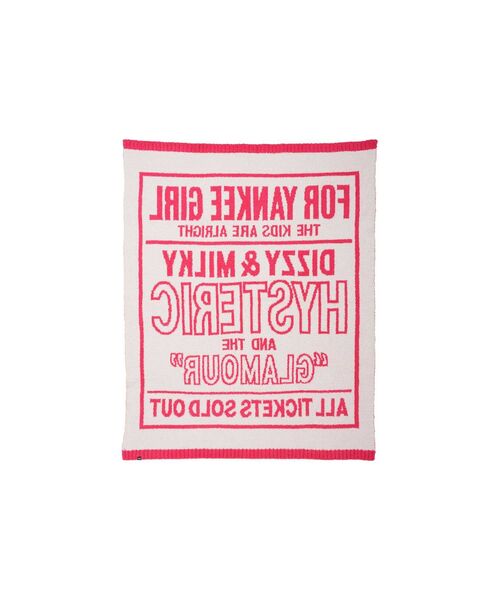 FOR YANKEE GIRL
THE KIDS ARE ALRIGHT
DIZZY & MILKY
HYSTERIC
AND THE
"GLAMOUR"
ALL TICKETS SOLD OUT